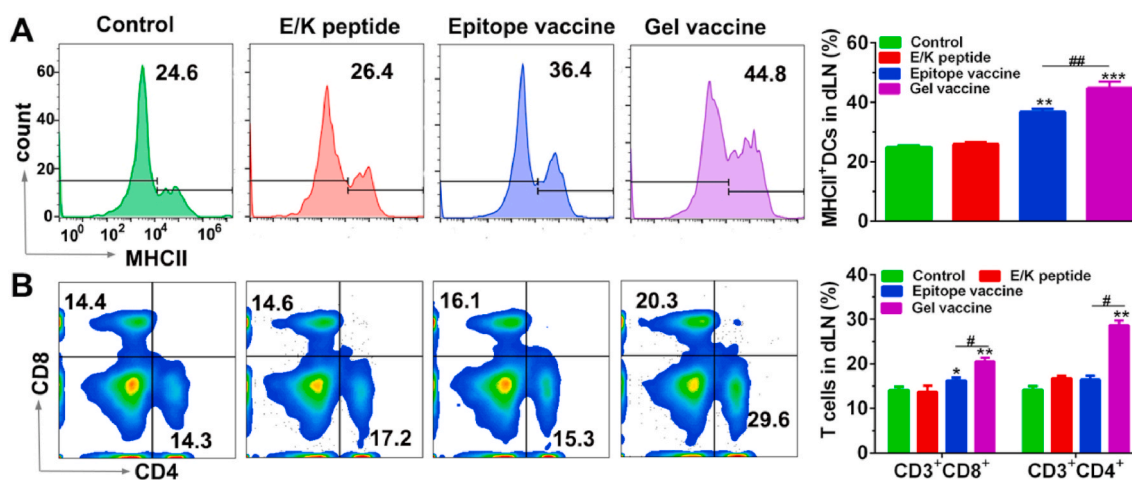 A
Control
E/K peptide
Epitope vaccine
Gel vaccine
24.6
26.4
36.4
44.8
count
60
40
20
0
10^0 10^2 10^4 10^6
MHCII
MHCII⁺DCs in dLN (%)
60
40
20
0
Control
E/K peptide
Epitope vaccine
Gel vaccine
##
**
***
B
14.4
14.6
16.1
20.3
14.3
17.2
15.3
29.6
CD8
CD4
T cells in dLN (%)
40
30
20
10
0
Control
E/K peptide
Epitope vaccine
Gel vaccine
*
#
**
#
**
CD3⁺CD8⁺
CD3⁺CD4⁺